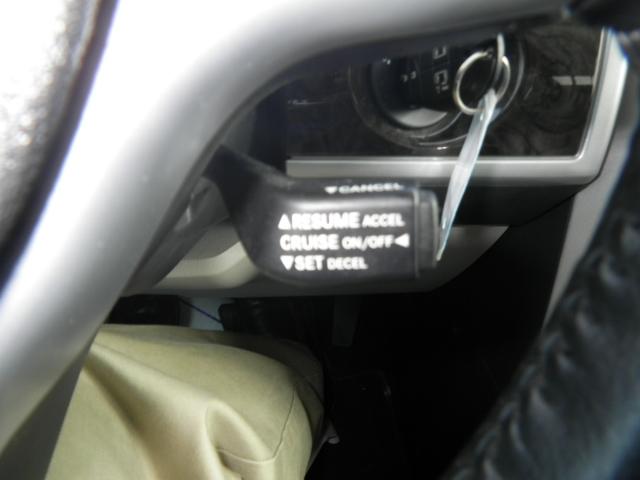 ▼CANCEL
▲RESUME ACCEL
CRUISE ON/OFF◀
▼SET DECEL